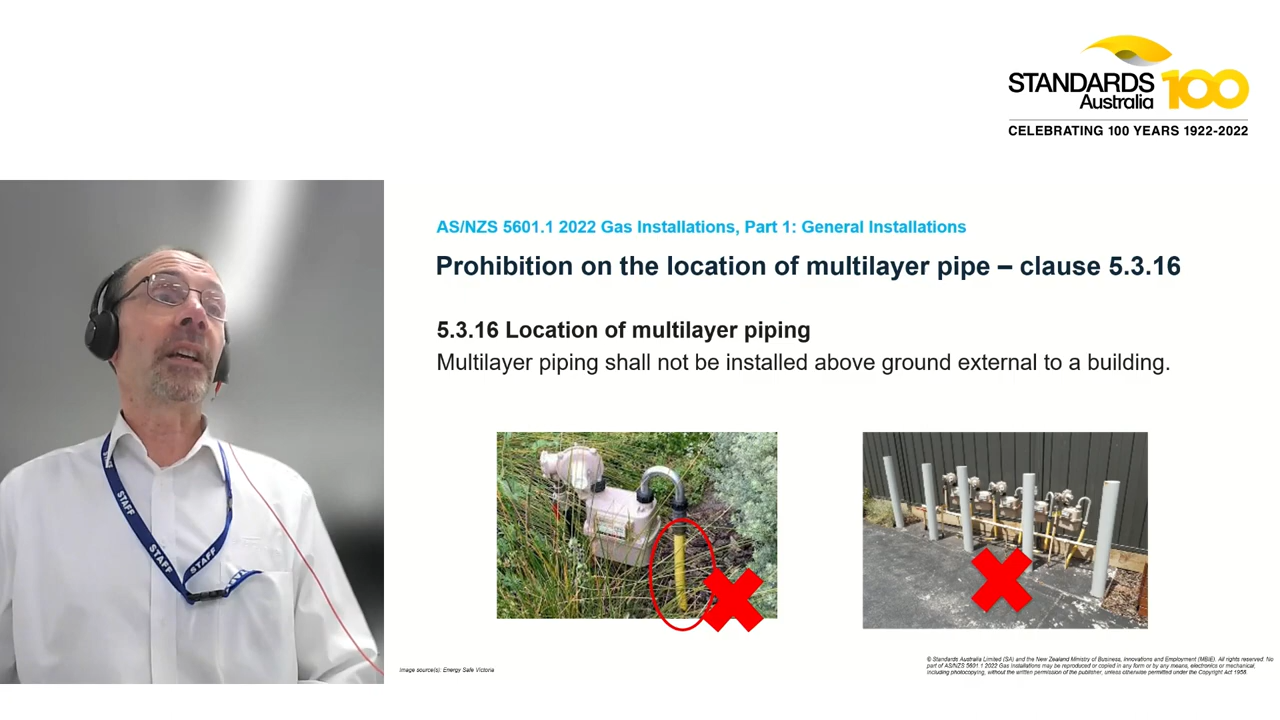 STANDARDS
Australia
100
CELEBRATING 100 YEARS 1922-2022
AS/NZS 5601.1 2022 Gas Installations, Part 1: General Installations
Prohibition on the location of multilayer pipe – clause 5.3.16
5.3.16 Location of multilayer piping
Multilayer piping shall not be installed above ground external to a building.
STAFF
STAFF
STAFF
Image source(s): Energy Safe Victoria
© Standards Australia Limited (SA) and the New Zealand Ministry of Business, Innovations and Employment (MBIE). All rights reserved. No
part of AS/NZS 5601.1 2022 Gas Installations may be reproduced or copied in any form or by any means, electronics or mechanical,
including photocopying, without the written permission of the publisher, unless otherwise permitted under the Copyright Act 1968.